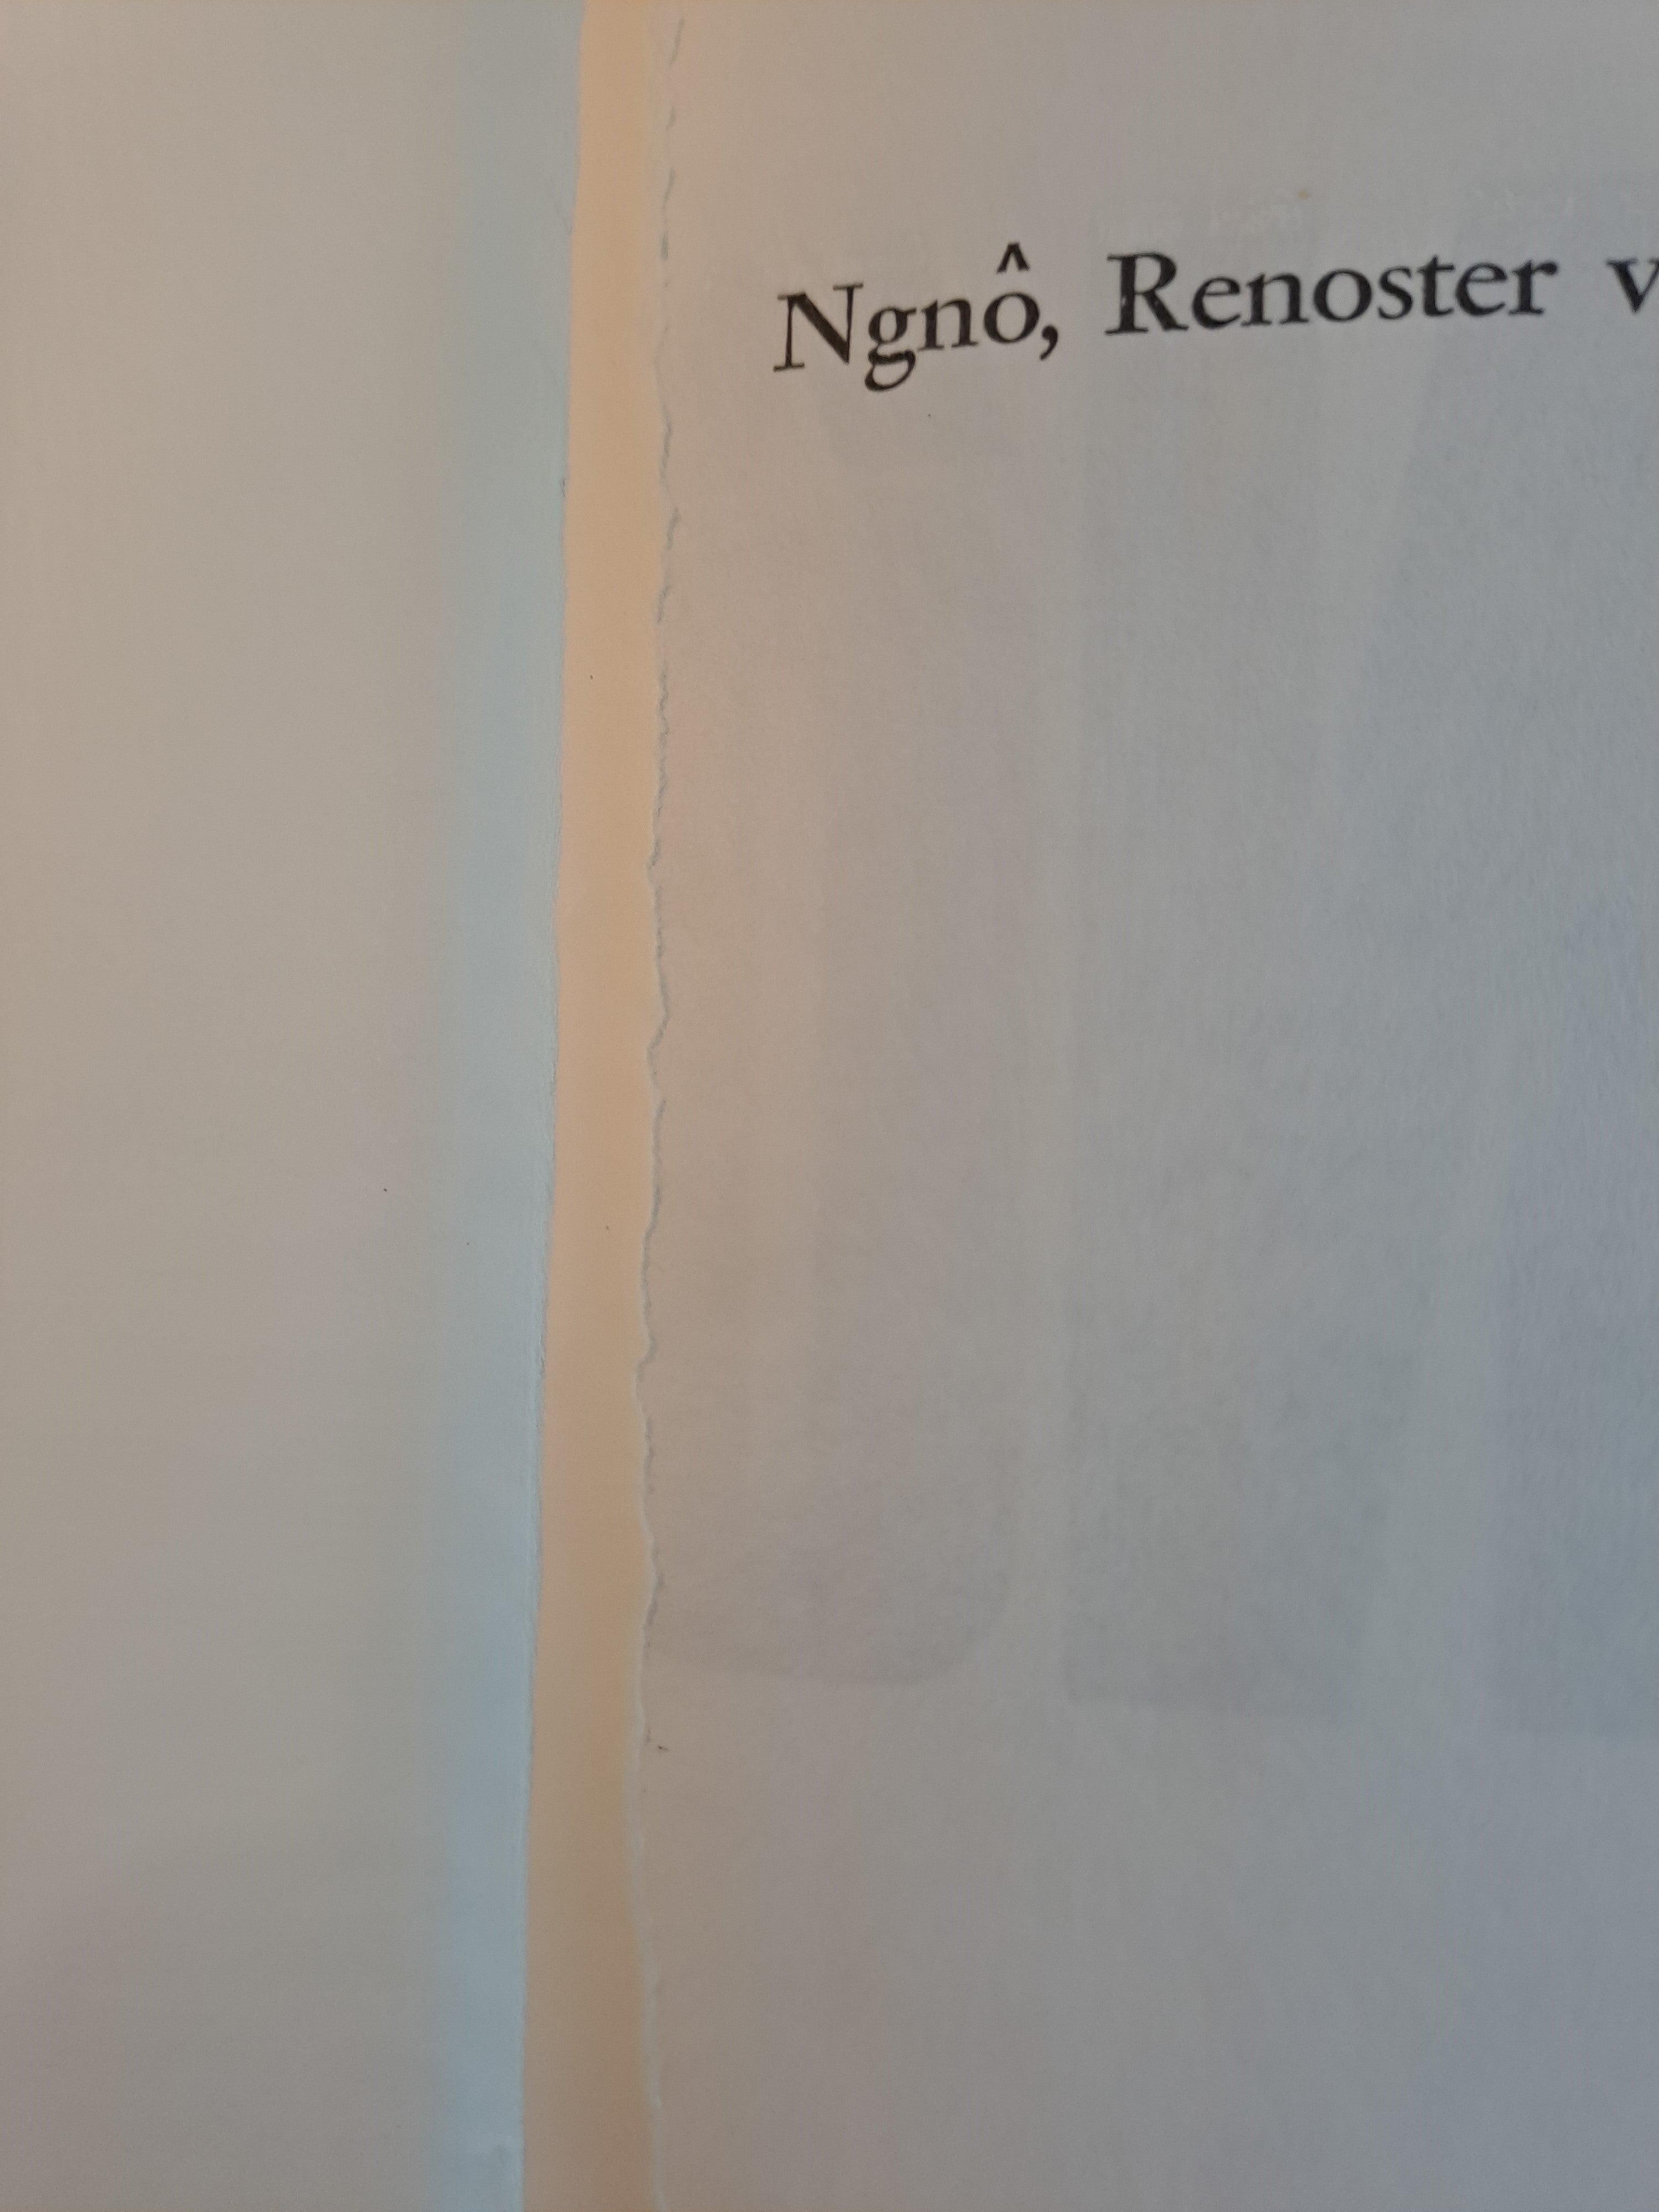 Ngnô, Renoster v